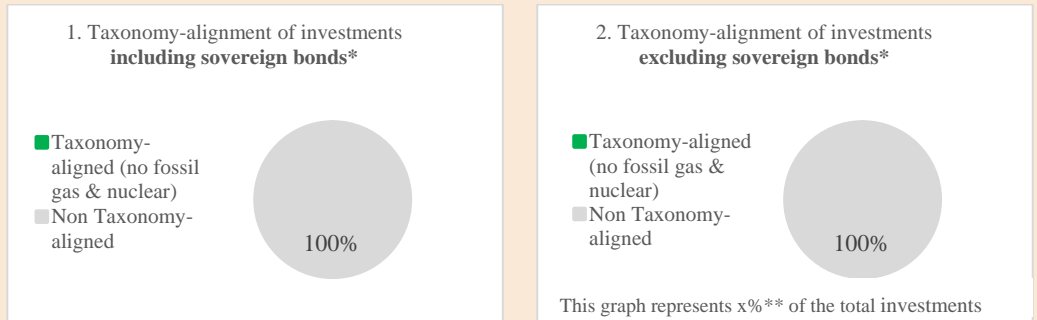 1. Taxonomy-alignment of investments
including sovereign bonds*
Taxonomy-
aligned (no fossil
gas & nuclear)
Non Taxonomy-
aligned
100%
2. Taxonomy-alignment of investments
excluding sovereign bonds*
Taxonomy-aligned
(no fossil gas &
nuclear)
Non Taxonomy-
aligned
100%
This graph represents x%** of the total investments